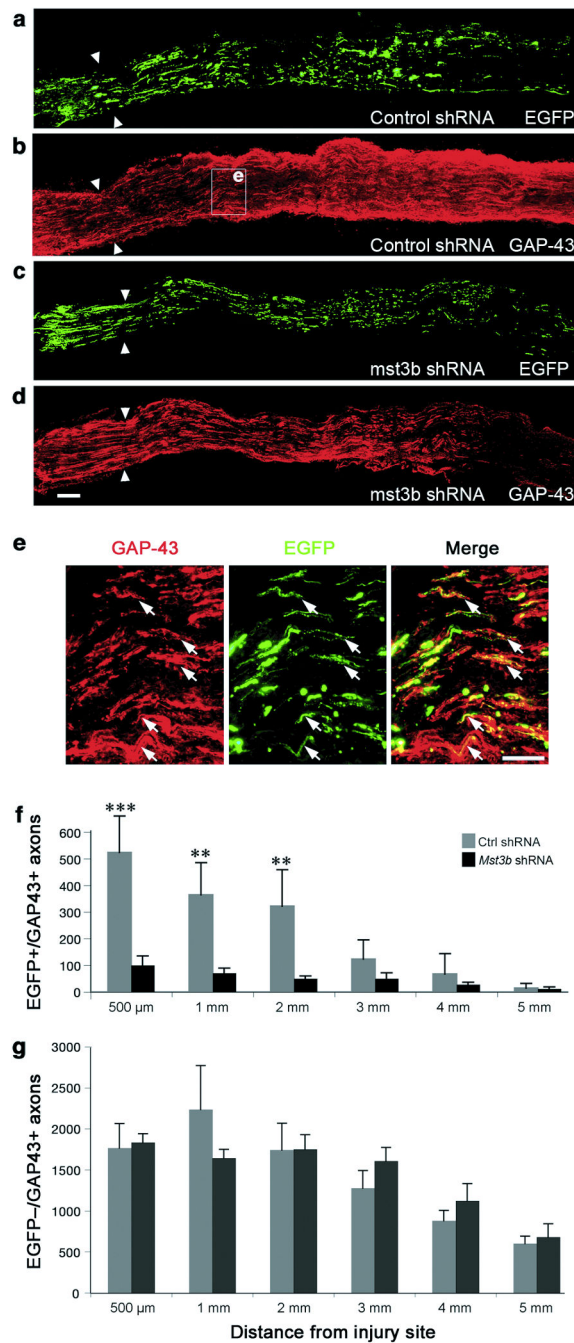 a
Control shRNA EGFP
b
e
Control shRNA GAP-43
c
mst3b shRNA EGFP
d
mst3b shRNA GAP-43
e
GAP-43 EGFP Merge
f
EGFP+/GAP43+ axons
600
500
400
300
200
100
0
***
**
**
Ctrl shRNA
Mst3b shRNA
500 µm 1 mm 2 mm 3 mm 4 mm 5 mm
g
EGFP–/GAP43+ axons
3000
2500
2000
1500
1000
500
0
500 µm 1 mm 2 mm 3 mm 4 mm 5 mm
Distance from injury site